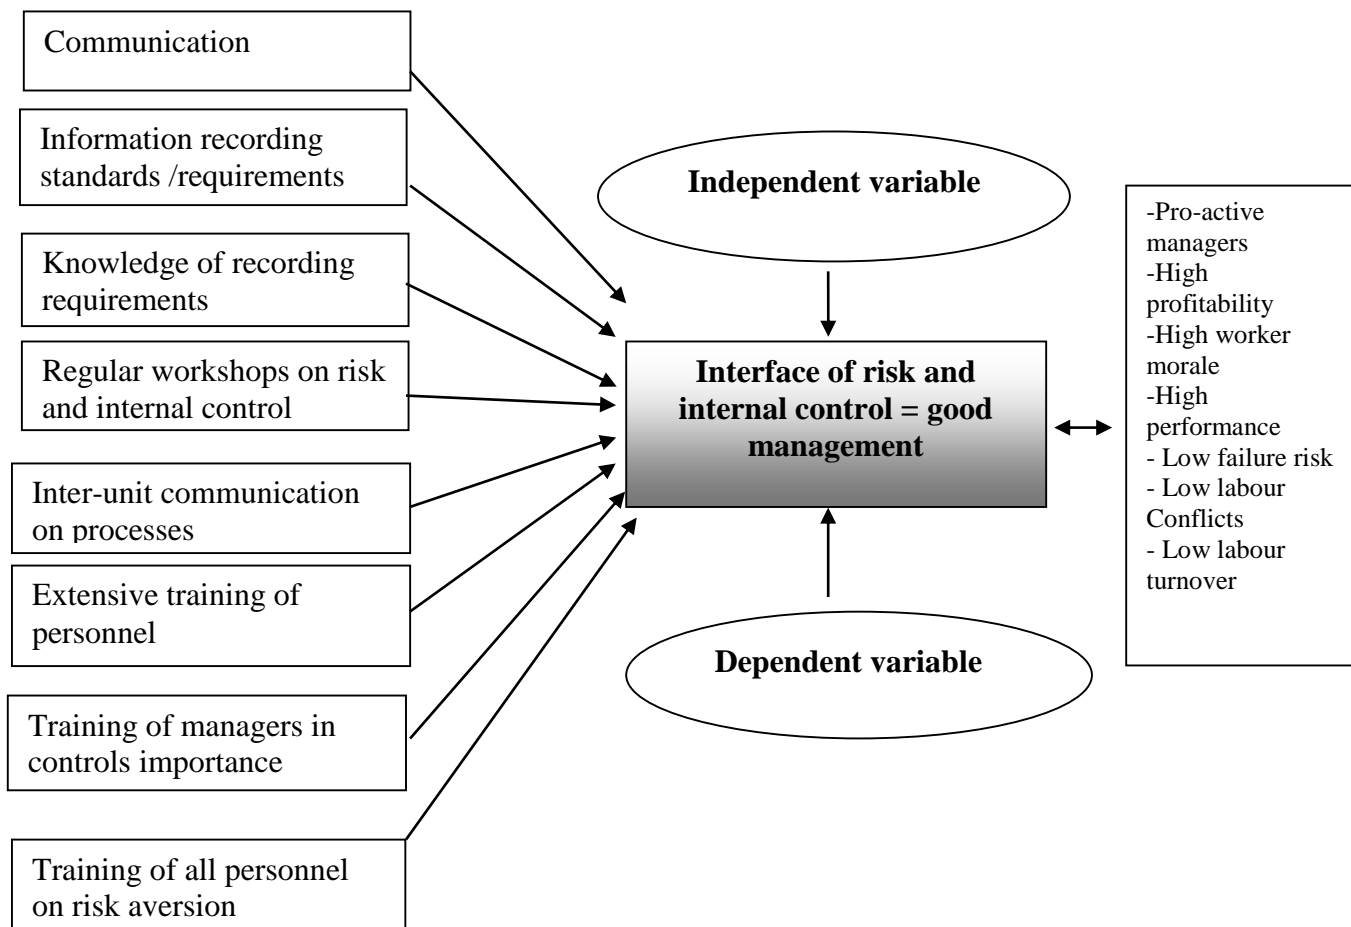 Communication
Information recording
standards /requirements
Knowledge of recording
requirements
Regular workshops on risk
and internal control
Inter-unit communication
on processes
Extensive training of
personnel
Training of managers in
controls importance
Training of all personnel
on risk aversion
Independent variable
Interface of risk and
internal control = good
management
Dependent variable
-Pro-active
managers
-High
profitability
-High worker
morale
-High
performance
- Low failure risk
- Low labour
Conflicts
- Low labour
turnover